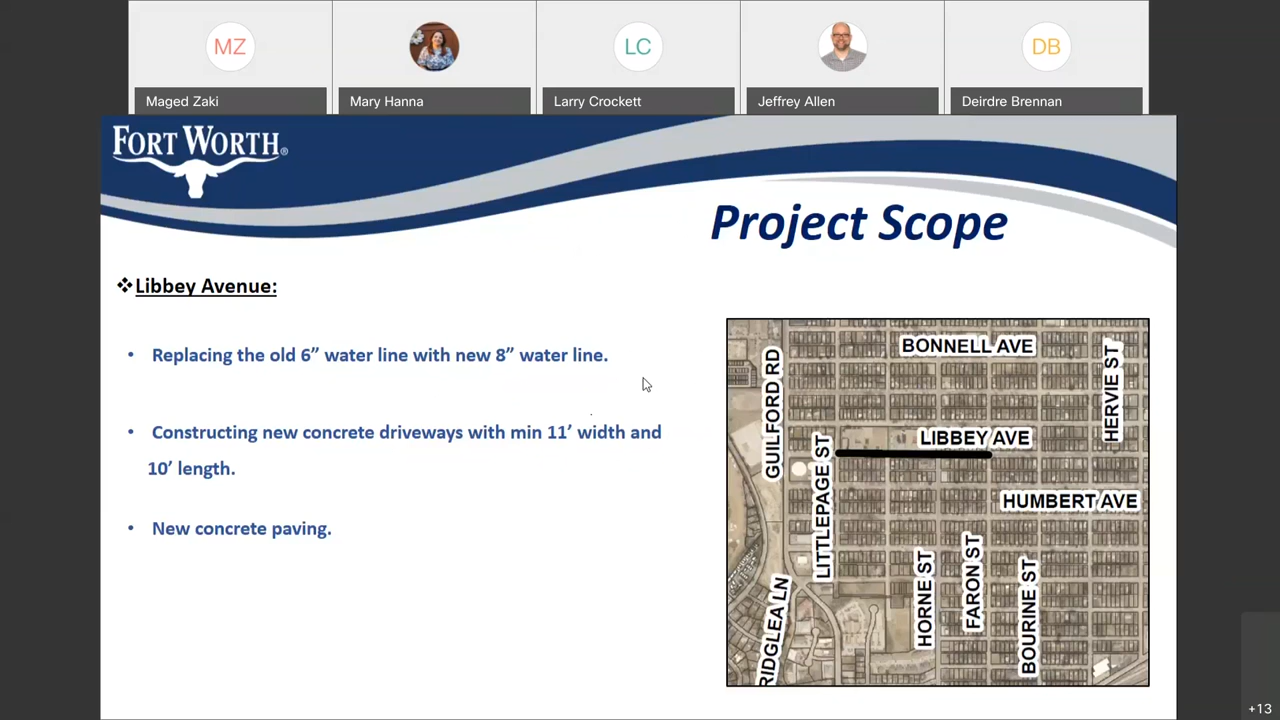 MZ
LC
DB
Maged Zaki
Mary Hanna
Larry Crockett
Jeffrey Allen
Deirdre Brennan
FORT WORTH®
Project Scope
❖Libbey Avenue:
• Replacing the old 6” water line with new 8” water line.
• Constructing new concrete driveways with min 11’ width and
10’ length.
• New concrete paving.
BONNELL AVE
GUILFORD RD
HERVIE ST
LIBBEY AVE
LITTLEPAGE ST
HUMBERT AVE
HORNE ST
FARON ST
BOURINE ST
RIDGLEA LN
+13